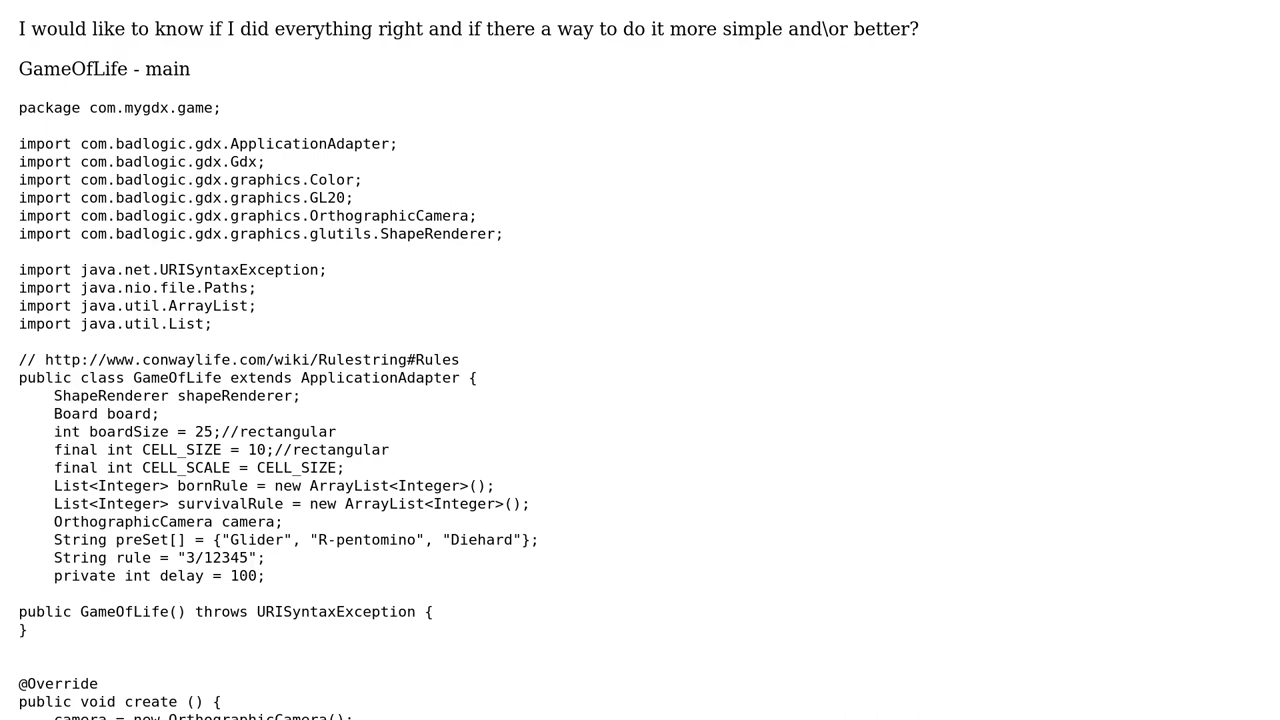 I would like to know if I did everything right and if there a way to do it more simple and\or better?
GameOfLife - main
package com.mygdx.game;
import com.badlogic.gdx.ApplicationAdapter;
import com.badlogic.gdx.Gdx;
import com.badlogic.gdx.graphics.Color;
import com.badlogic.gdx.graphics.GL20;
import com.badlogic.gdx.graphics.OrthographicCamera;
import com.badlogic.gdx.graphics.glutils.ShapeRenderer;
import java.net.URISyntaxException;
import java.nio.file.Paths;
import java.util.ArrayList;
import java.util.List;
// http://www.conwaylife.com/wiki/Rulestring#Rules
public class GameOfLife extends ApplicationAdapter {
    ShapeRenderer shapeRenderer;
    Board board;
    int boardSize = 25;//rectangular
    final int CELL_SIZE = 10;//rectangular
    final int CELL_SCALE = CELL_SIZE;
    List<Integer> bornRule = new ArrayList<Integer>();
    List<Integer> survivalRule = new ArrayList<Integer>();
    OrthographicCamera camera;
    String preSet[] = {"Glider", "R-pentomino", "Diehard"};
    String rule = "3/12345";
    private int delay = 100;
public GameOfLife() throws URISyntaxException {
}
@Override
public void create () {
    camera = new OrthographicCamera();